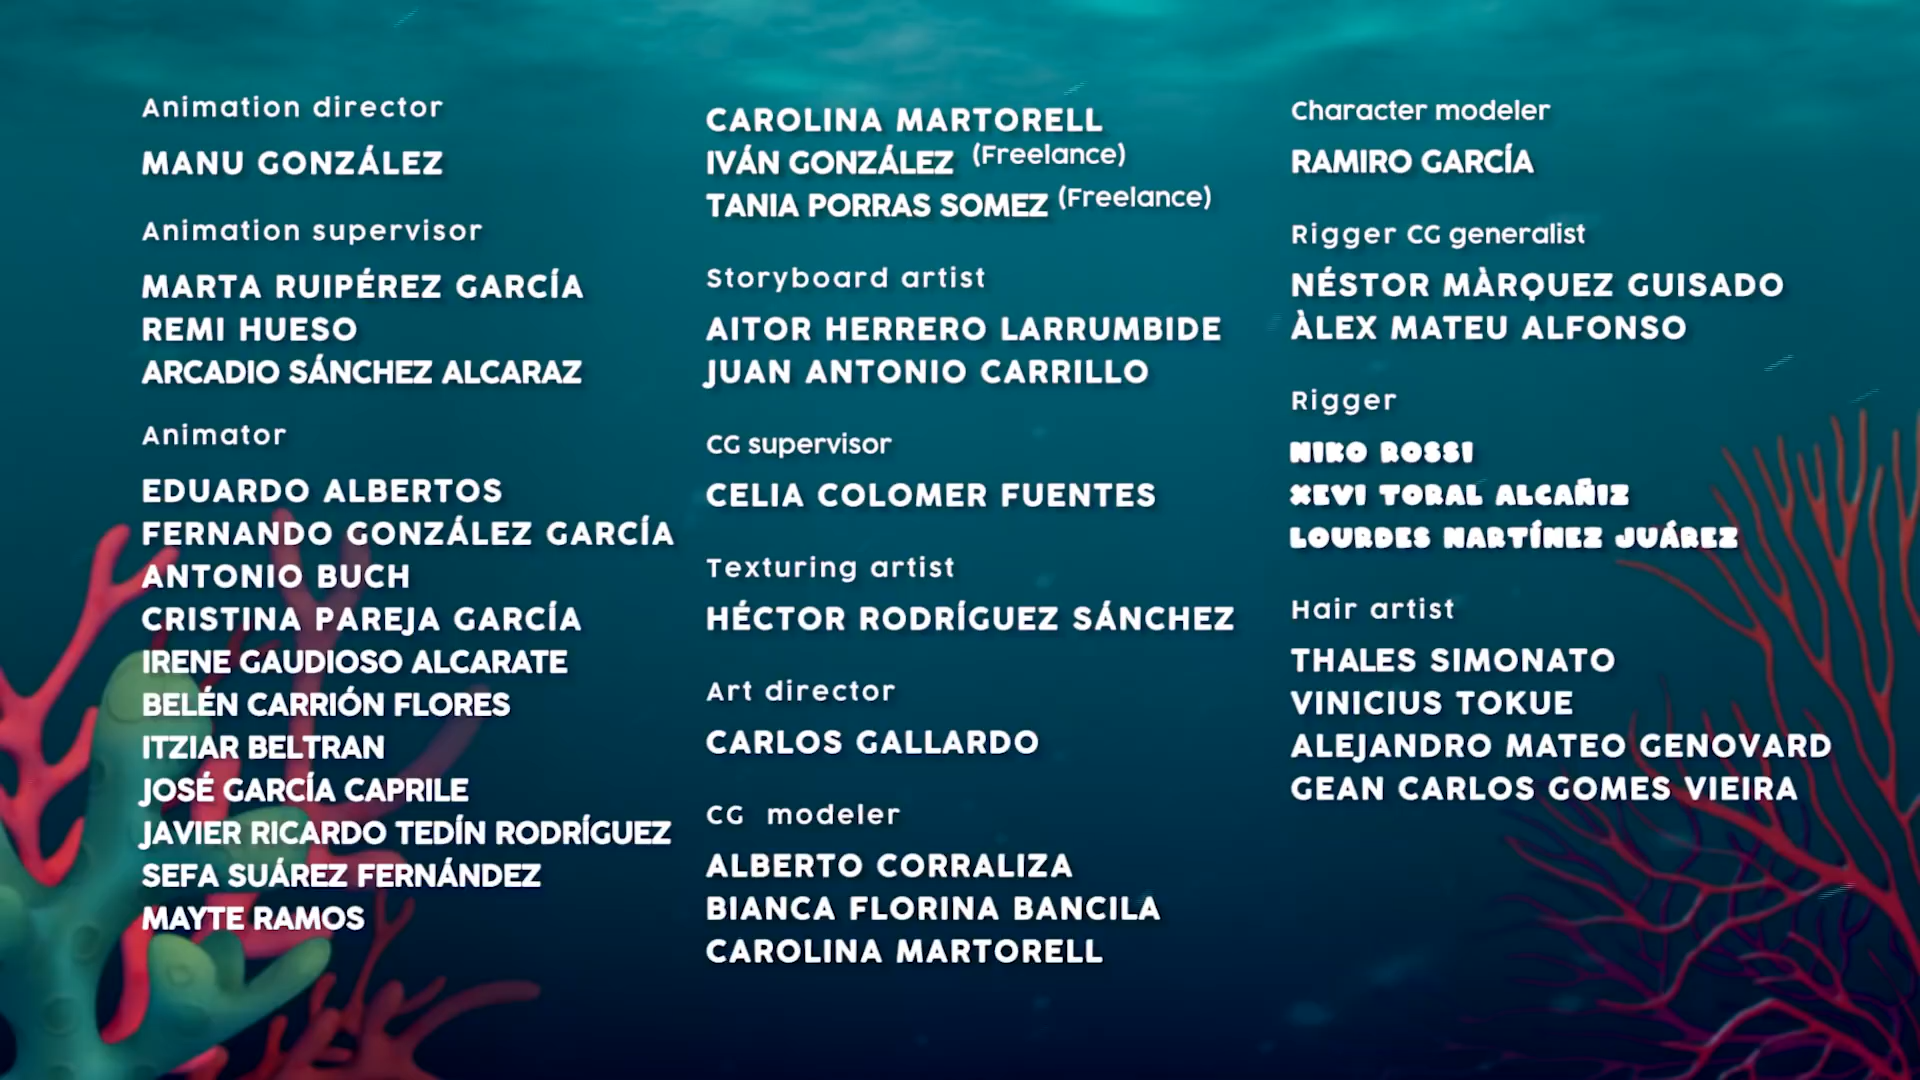 Animation director
MANU GONZÁLEZ
Animation supervisor
MARTA RUIPÉREZ GARCÍA
REMI HUESO
ARCADIO SÁNCHEZ ALCARAZ
Animator
EDUARDO ALBERTOS
FERNANDO GONZÁLEZ GARCÍA
ANTONIO BUCH
CRISTINA PAREJA GARCÍA
IRENE GAUDIOSO ALCARATE
BELÉN CARRIÓN FLORES
ITZIAR BELTRAN
JOSÉ GARCÍA CAPRILE
JAVIER RICARDO TEDÍN RODRÍGUEZ
SEFA SUÁREZ FERNÁNDEZ
MAYTE RAMOS
CAROLINA MARTORELL
IVÁN GONZÁLEZ (Freelance)
TANIA PORRAS SOMEZ (Freelance)
Storyboard artist
AITOR HERRERO LARRUMBIDE
JUAN ANTONIO CARRILLO
CG supervisor
CELIA COLOMER FUENTES
Texturing artist
HÉCTOR RODRÍGUEZ SÁNCHEZ
Art director
CARLOS GALLARDO
CG modeler
ALBERTO CORRALIZA
BIANCA FLORINA BANCILA
CAROLINA MARTORELL
Character modeler
RAMIRO GARCÍA
Rigger CG generalist
NÉSTOR MÀRQUEZ GUISADO
ÀLEX MATEU ALFONSO
Rigger
NIKO ROSSI
XEVI TORAL ALCAÑIZ
LOURDES MARTÍNEZ JUÁREZ
Hair artist
THALES SIMONATO
VINICIUS TOKUE
ALEJANDRO MATEO GENOVARD
GEAN CARLOS GOMES VIEIRA